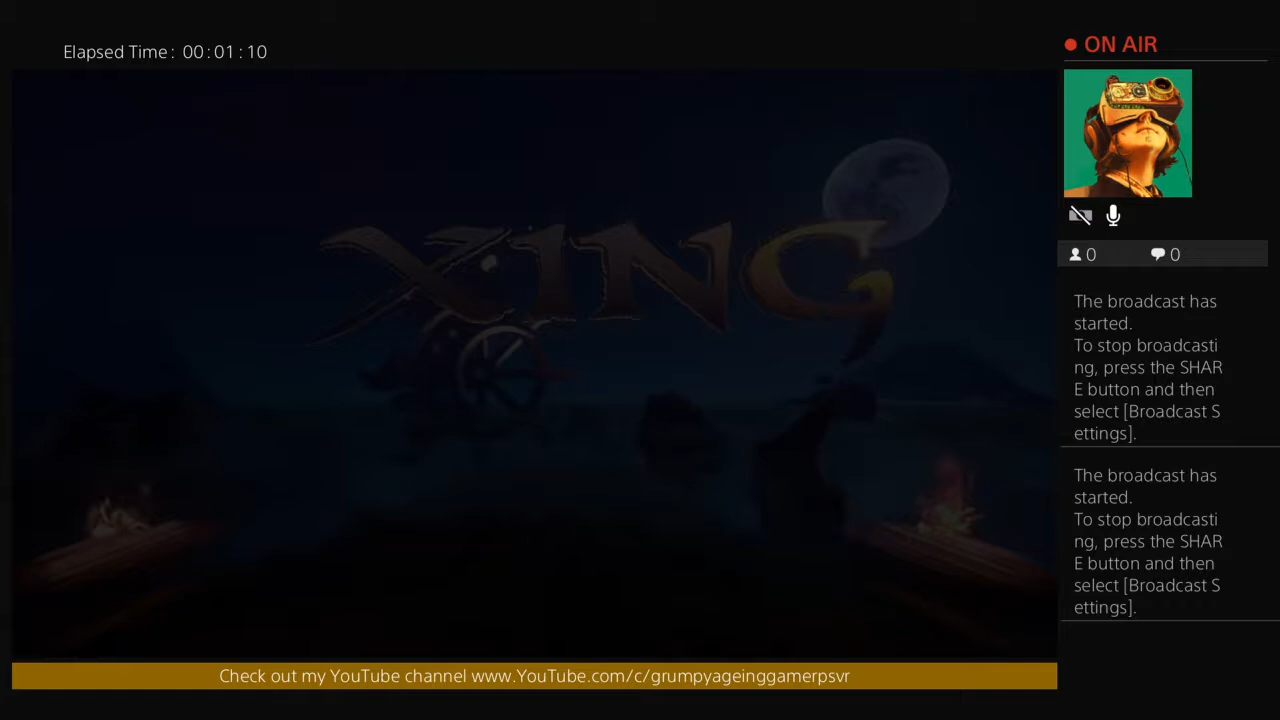 Elapsed Time: 00:01:10
ON AIR
XING
0 0
The broadcast has
started.
To stop broadcasti
ng, press the SHAR
E button and then
select [Broadcast S
ettings].
The broadcast has
started.
To stop broadcasti
ng, press the SHAR
E button and then
select [Broadcast S
ettings].
Check out my YouTube channel www.YouTube.com/c/grumpyageinggamerpsvr